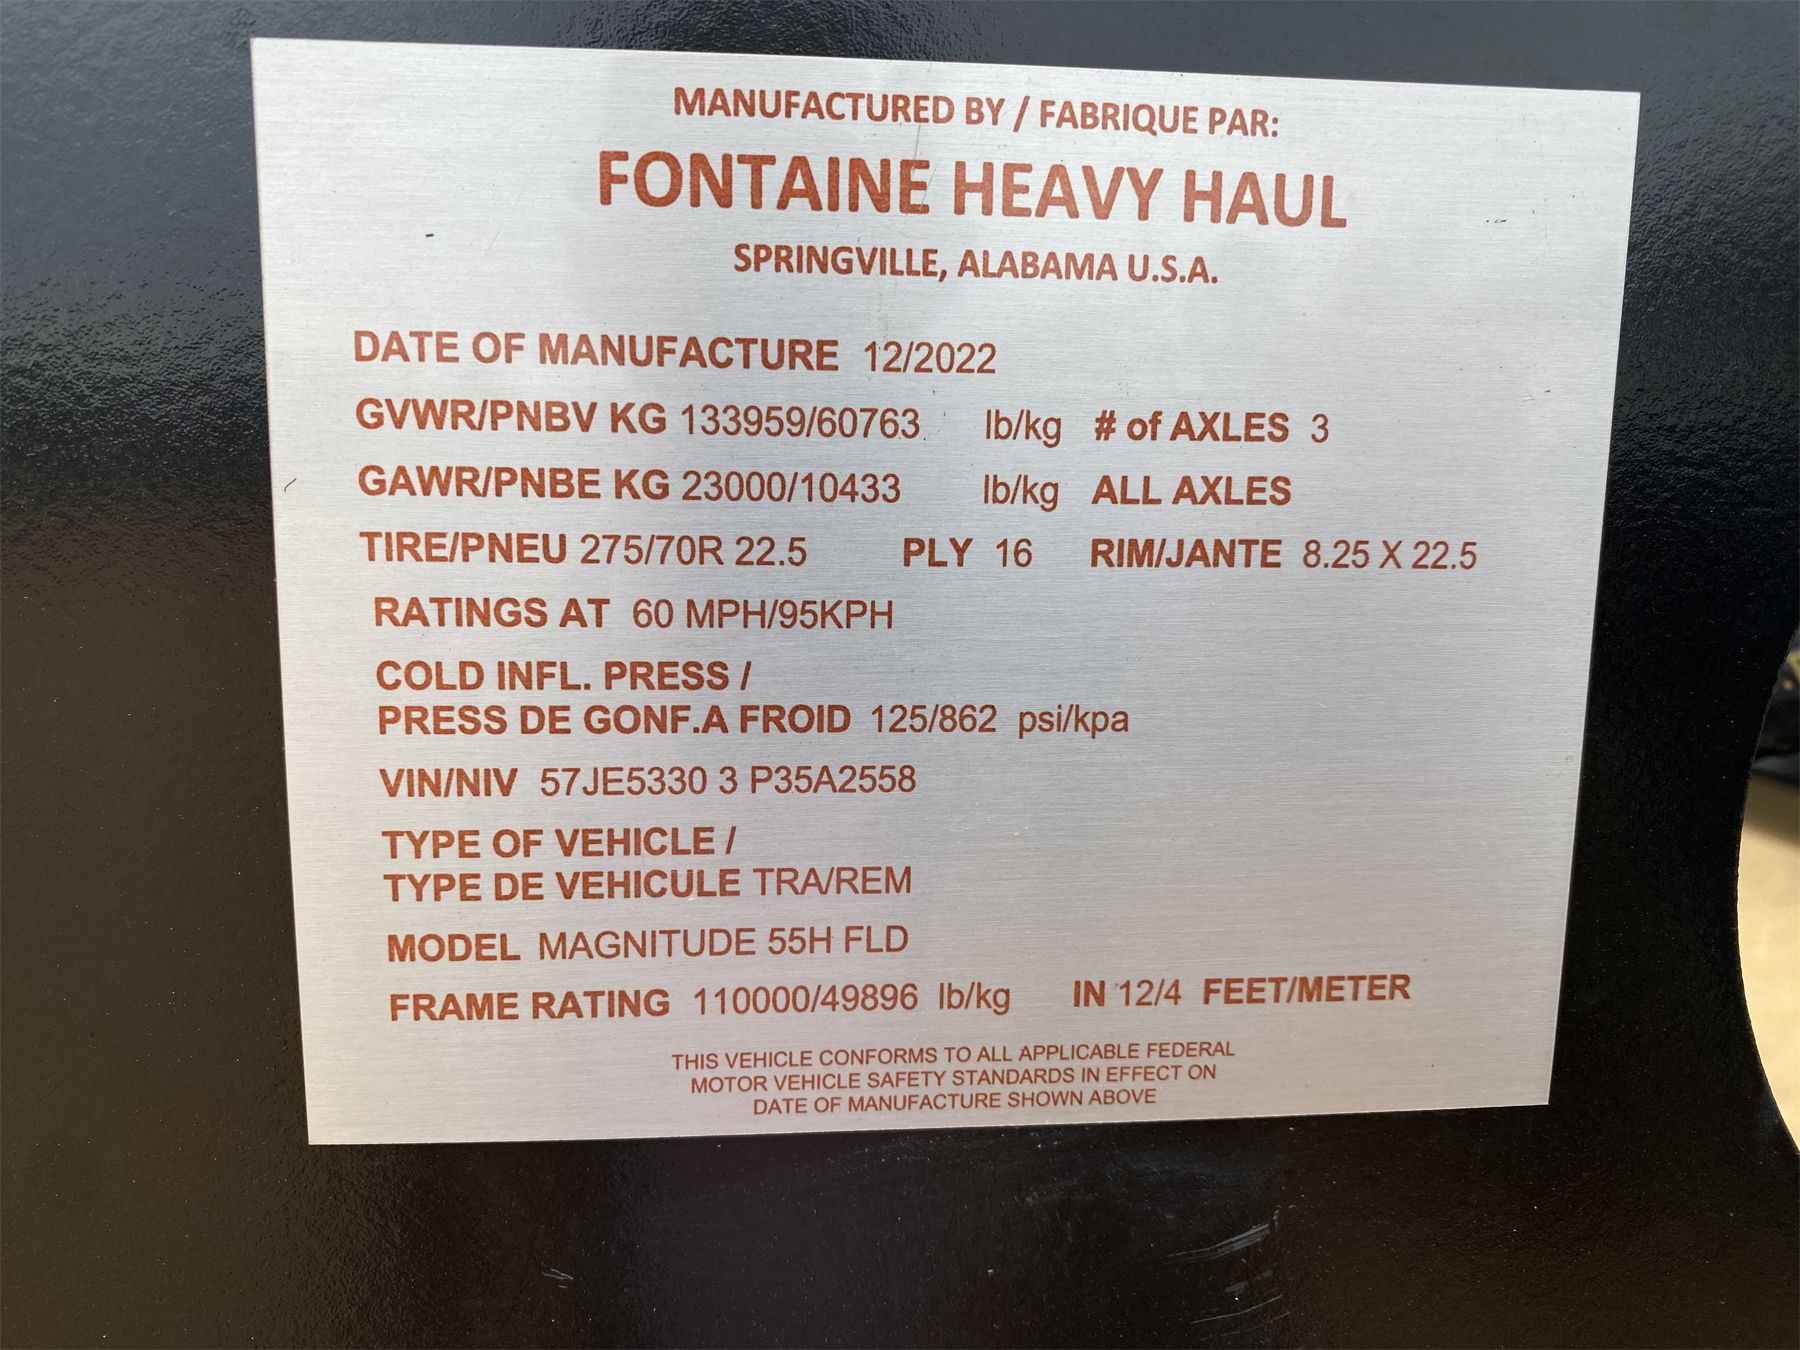 MANUFACTURED BY / FABRIQUE PAR:
FONTAINE HEAVY HAUL
SPRINGVILLE, ALABAMA U.S.A.
DATE OF MANUFACTURE 12/2022
GVWR/PNBV KG 133959/60763 lb/kg # of AXLES 3
GAWR/PNBE KG 23000/10433 lb/kg ALL AXLES
TIRE/PNEU 275/70R 22.5 PLY 16 RIM/JANTE 8.25 X 22.5
RATINGS AT 60 MPH/95KPH
COLD INFL. PRESS /
PRESS DE GONF.A FROID 125/862 psi/kpa
VIN/NIV 57JE5330 3 P35A2558
TYPE OF VEHICLE /
TYPE DE VEHICULE TRA/REM
MODEL MAGNITUDE 55H FLD
FRAME RATING 110000/49896 lb/kg IN 12/4 FEET/METER
THIS VEHICLE CONFORMS TO ALL APPLICABLE FEDERAL
MOTOR VEHICLE SAFETY STANDARDS IN EFFECT ON
DATE OF MANUFACTURE SHOWN ABOVE